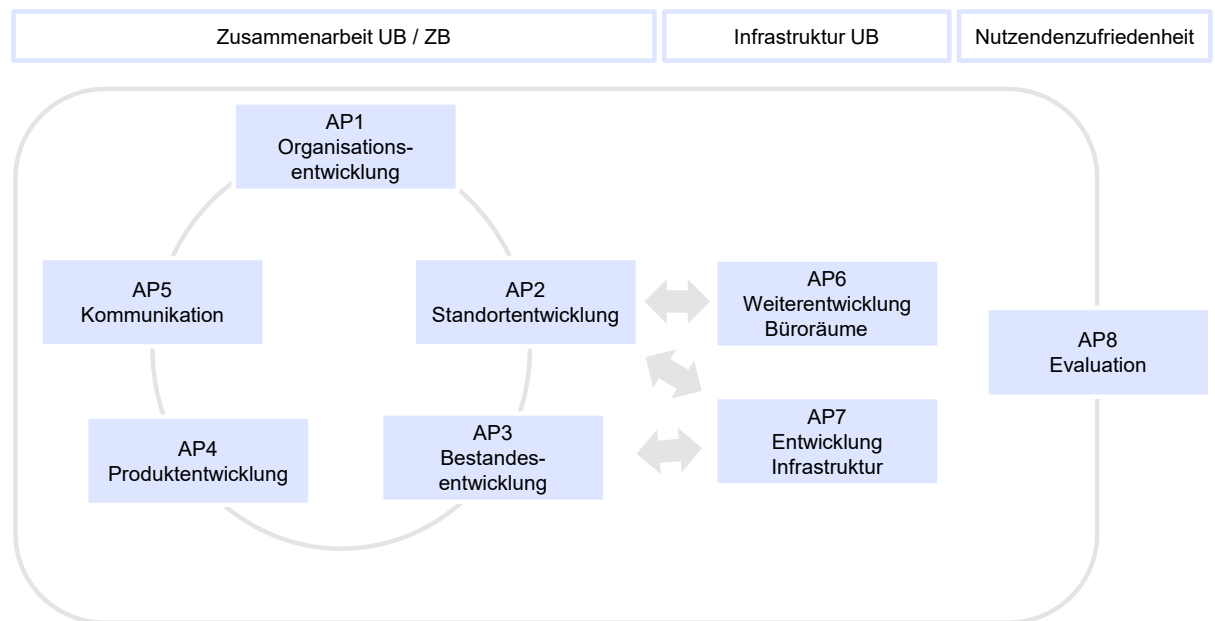 Zusammenarbeit UB / ZB
Infrastruktur UB
Nutzendenzufriedenheit
AP1
Organisations-
entwicklung
AP5
Kommunikation
AP2
Standortentwicklung
AP6
Weiterentwicklung
Büroräume
AP8
Evaluation
AP4
Produktentwicklung
AP3
Bestandes-
entwicklung
AP7
Entwicklung
Infrastruktur